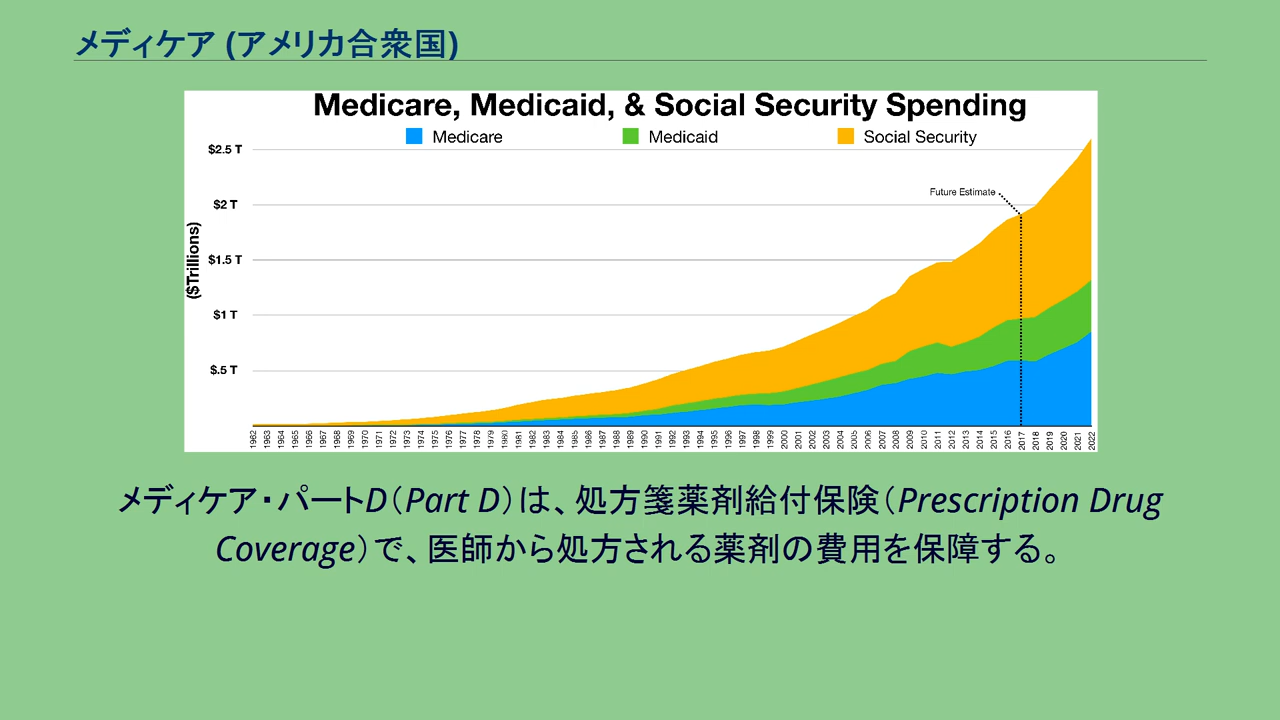 メディケア (アメリカ合衆国)
Medicare, Medicaid, & Social Security Spending
Medicare Medicaid Social Security
($Trillions)
$2.5 T
$2 T
$1.5 T
$1 T
$.5 T
Future Estimate
1962 1963 1964 1965 1966 1967 1968 1969 1970 1971 1972 1973 1974 1975 1976 1977 1978 1979 1980 1981 1982 1983 1984 1985 1986 1987 1988 1989 1990 1991 1992 1993 1994 1995 1996 1997 1998 1999 2000 2001 2002 2003 2004 2005 2006 2007 2008 2009 2010 2011 2012 2013 2014 2015 2016 2017 2018 2019 2020 2021 2022
メディケア・パートD（Part D）は、処方箋薬剤給付保険（Prescription Drug
Coverage）で、医師から処方される薬剤の費用を保障する。